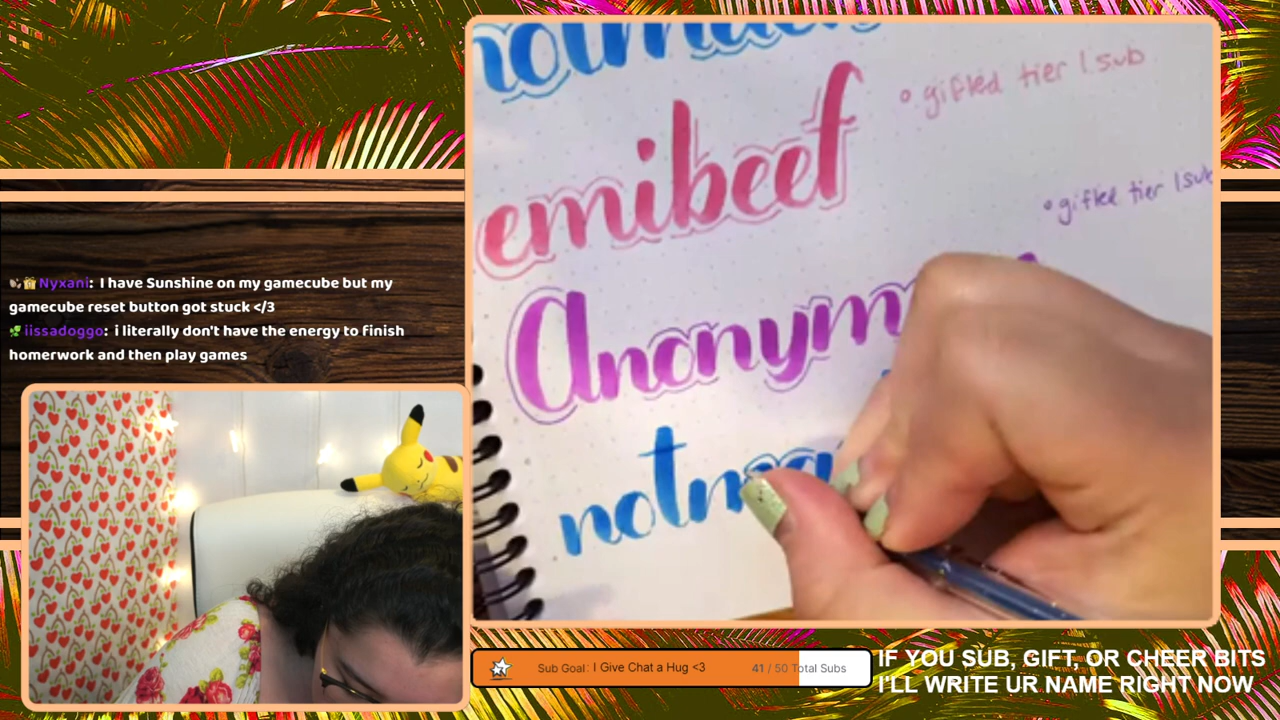 emibeef
gifted tier 1 sub
gifted tier 1 sub
Anonym
notma
Nyxani: I have Sunshine on my gamecube but my
gamecube reset button got stuck </3
iissadoggo: i literally don't have the energy to finish
homerwork and then play games
Sub Goal: I Give Chat a Hug <3 41 / 50 Total Subs
IF YOU SUB, GIFT, OR CHEER BITS
I'LL WRITE UR NAME RIGHT NOW